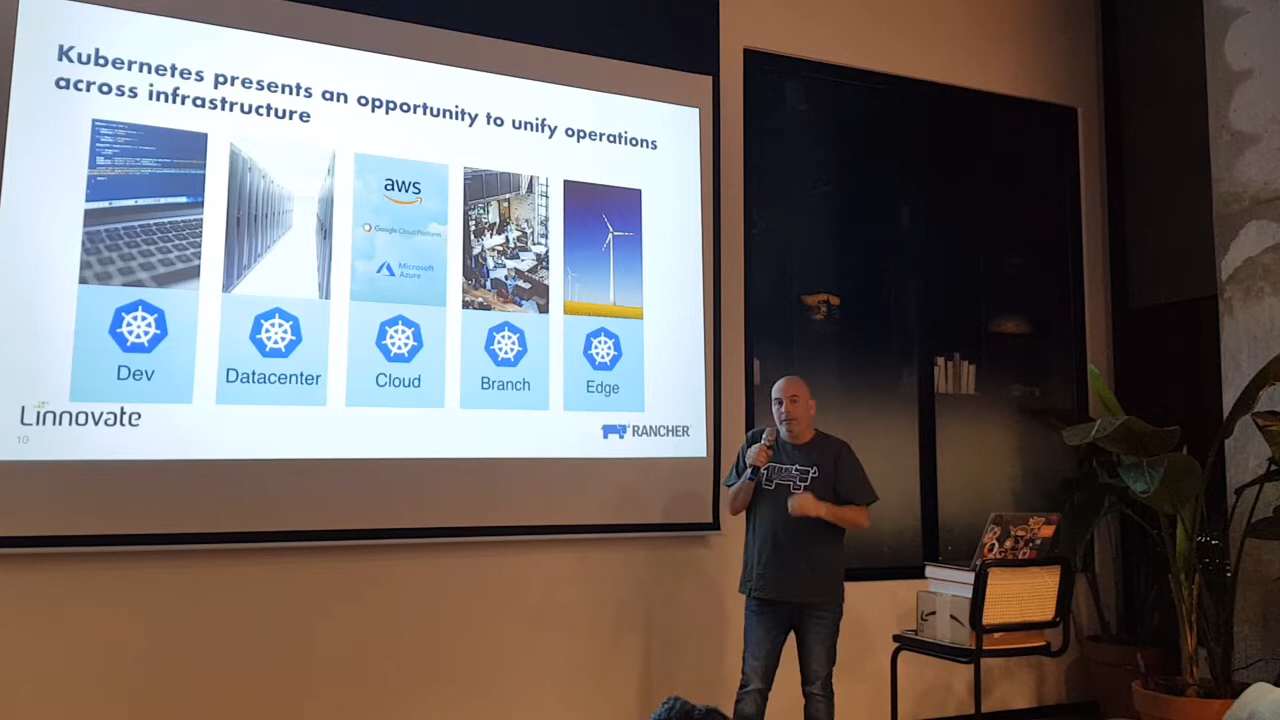 Kubernetes presents an opportunity to unify operations
across infrastructure
aws
Google Cloud Platform
Microsoft
Azure
Dev
Datacenter
Cloud
Branch
Edge
Linnovate
10
RANCHER